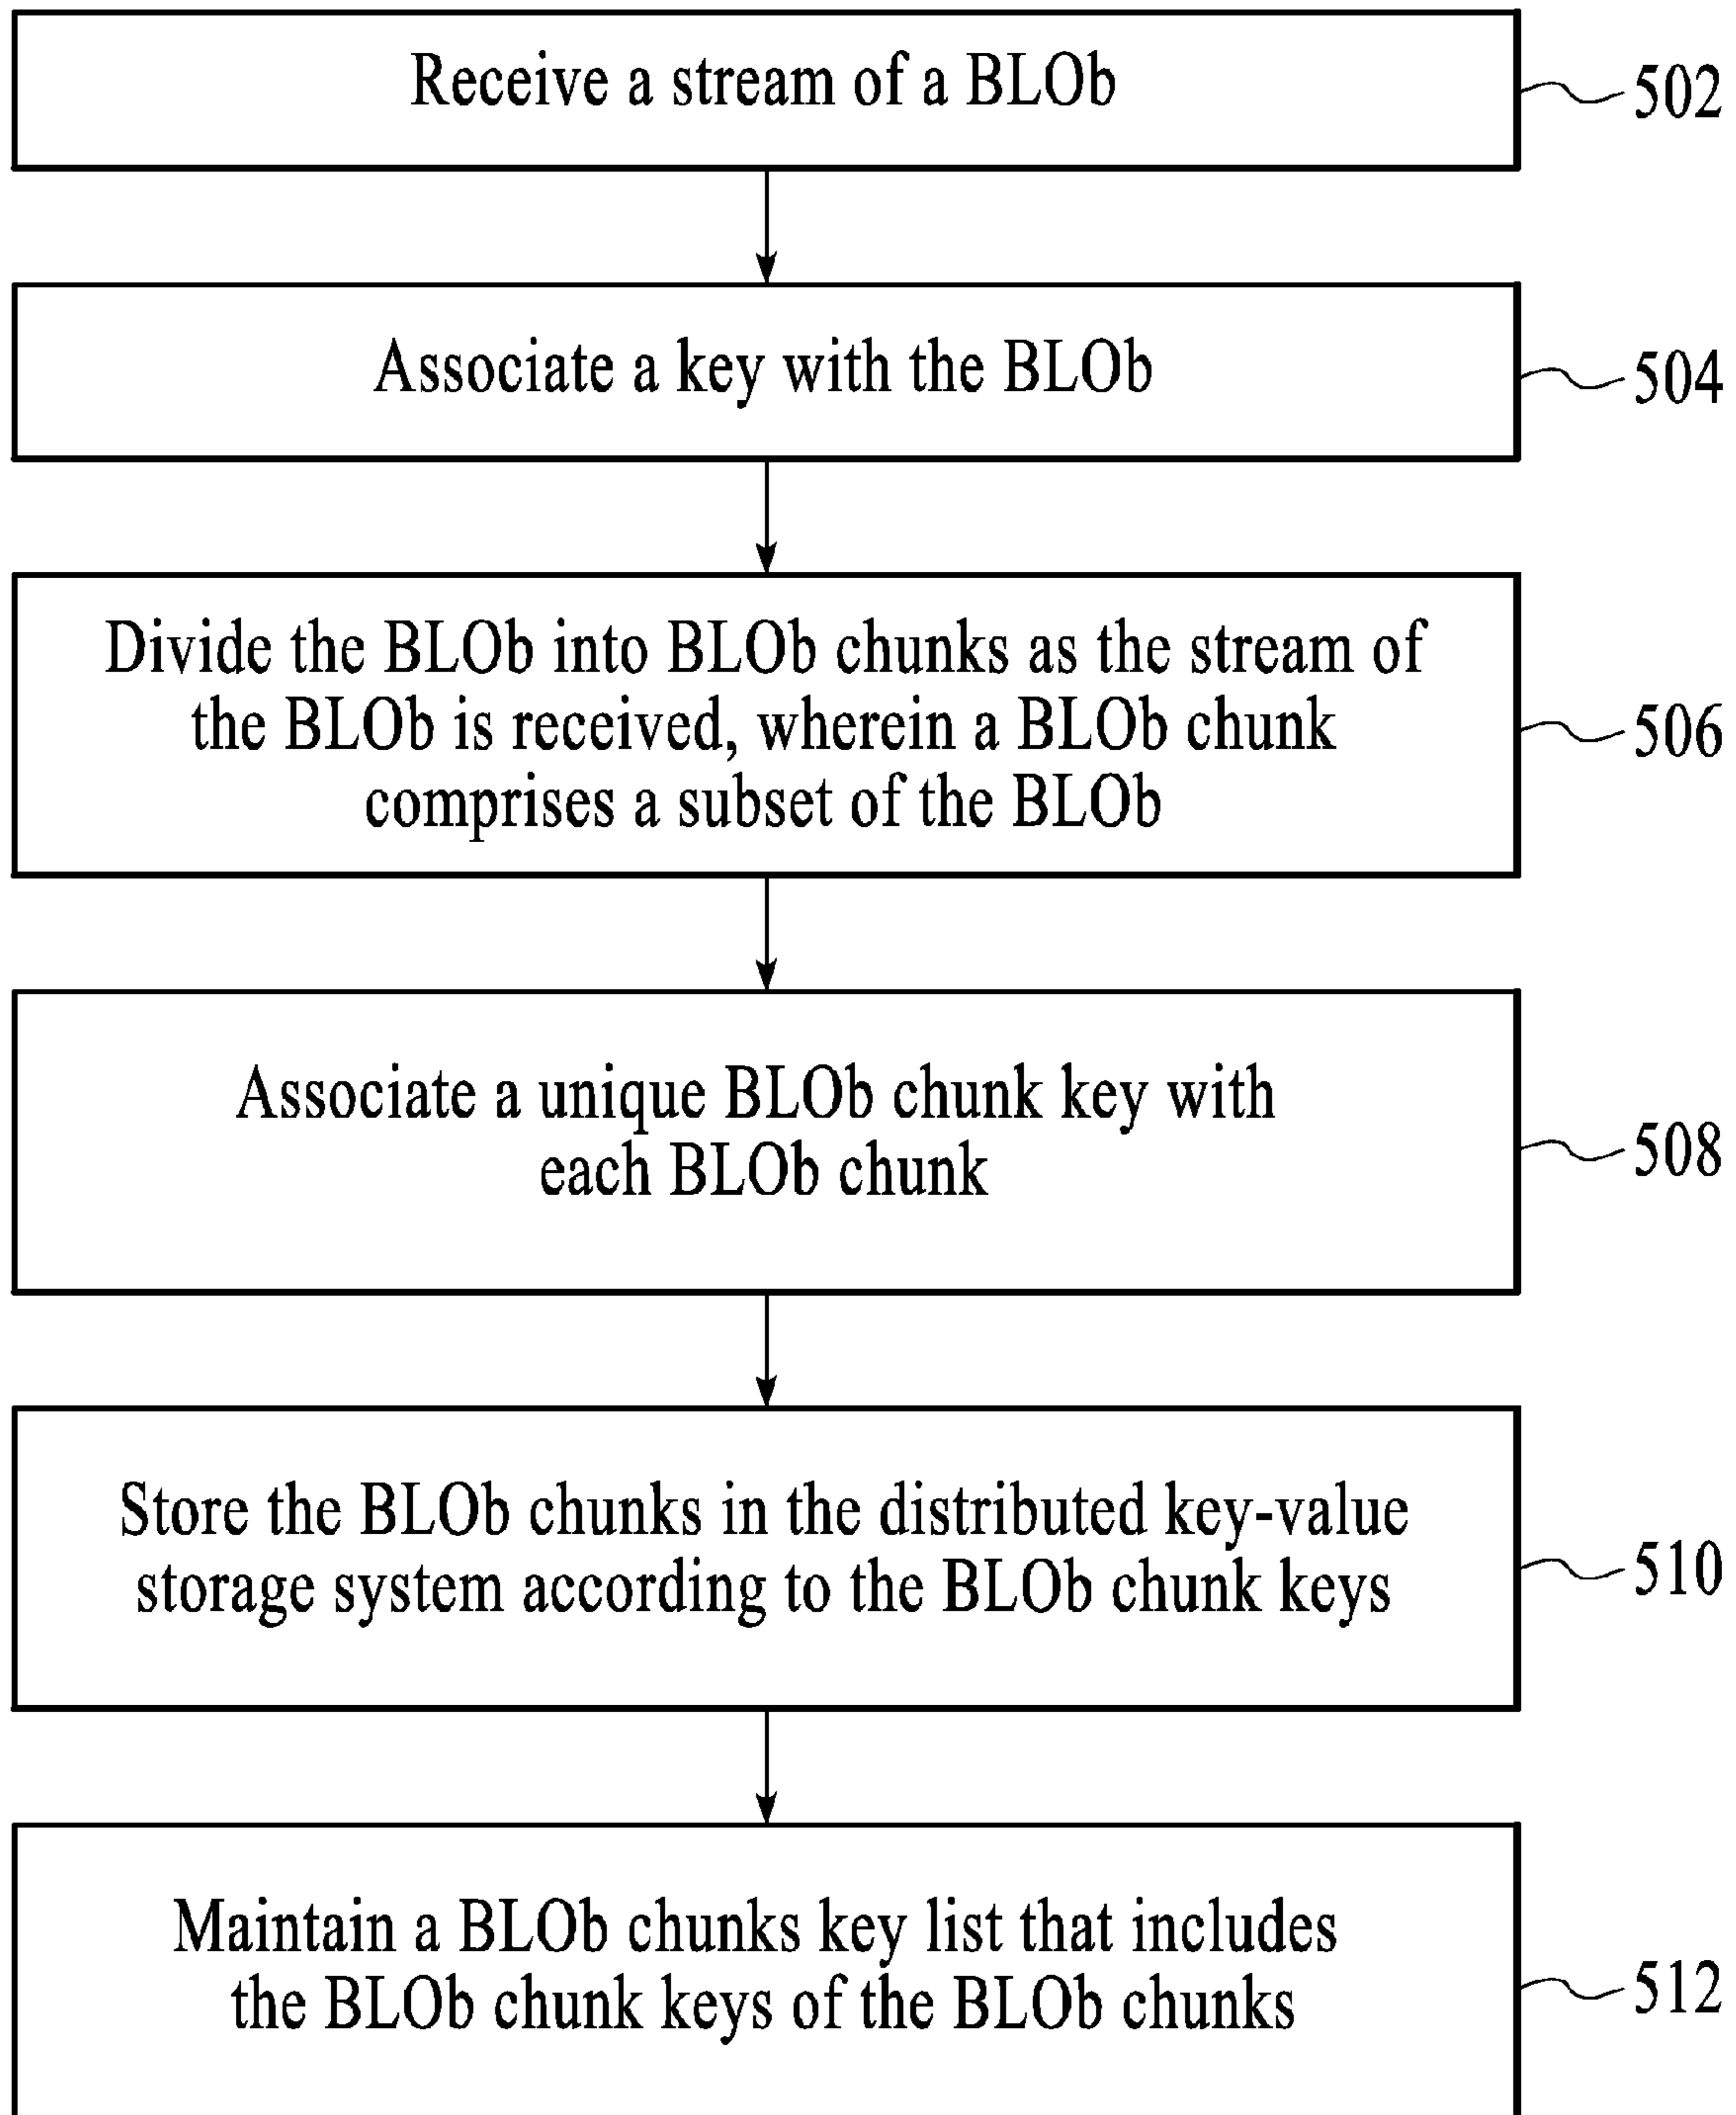 Receive a stream of a BLOb
502
Associate a key with the BLOb
504
Divide the BLOb into BLOb chunks as the stream of
the BLOb is received, wherein a BLOb chunk
comprises a subset of the BLOb
506
Associate a unique BLOb chunk key with
each BLOb chunk
508
Store the BLOb chunks in the distributed key-value
storage system according to the BLOb chunk keys
510
Maintain a BLOb chunks key list that includes
the BLOb chunk keys of the BLOb chunks
512